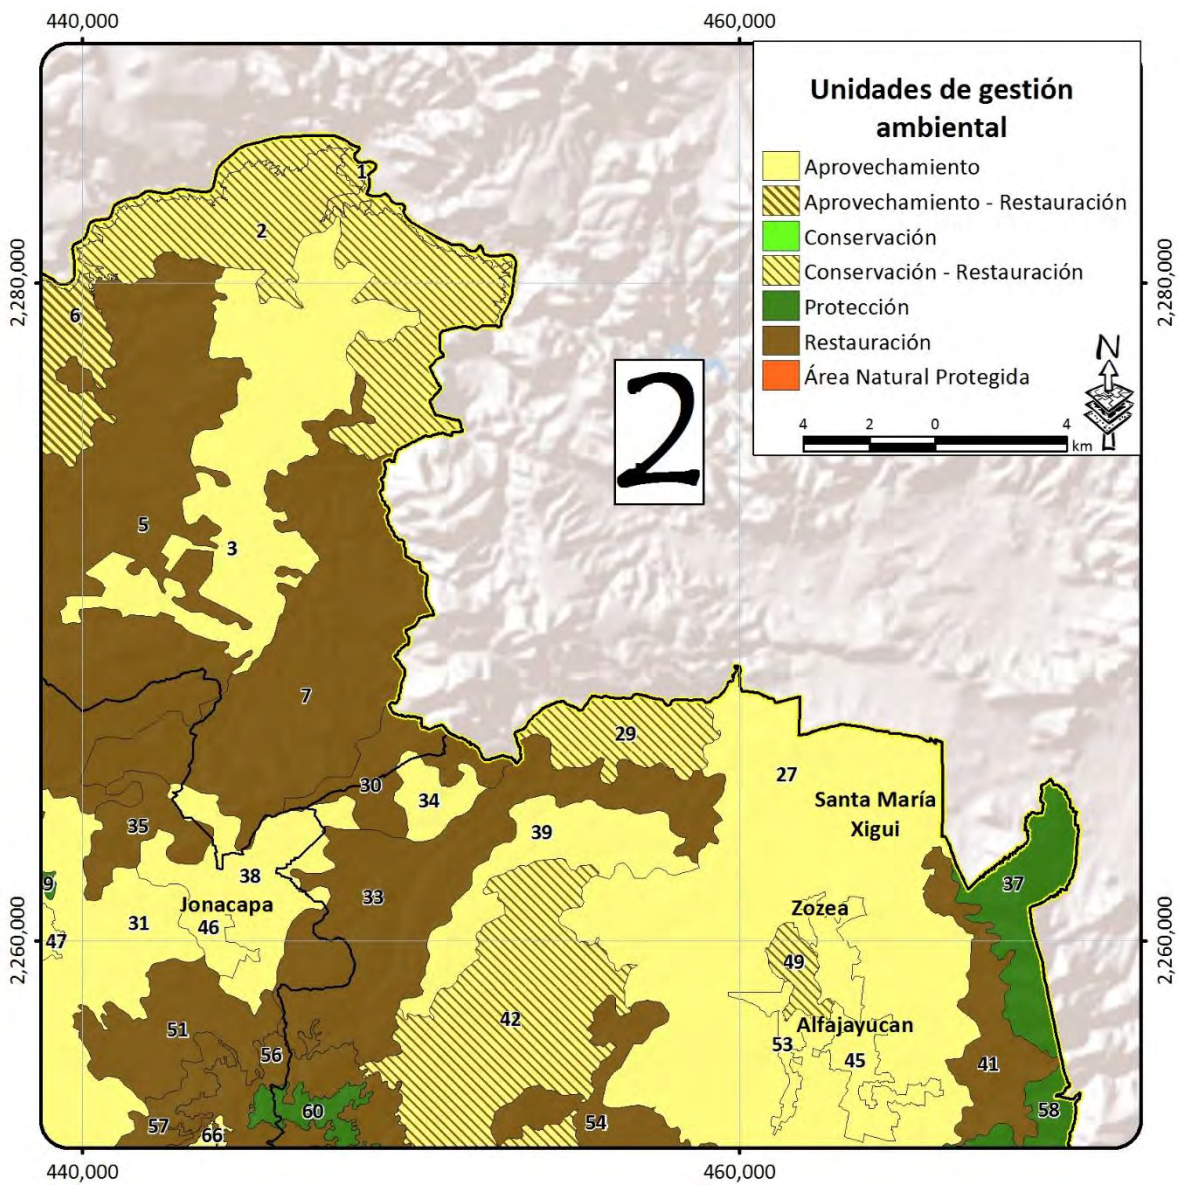 440,000
460,000
Unidades de gestión
ambiental
Aprovechamiento
Aprovechamiento - Restauración
Conservación
Conservación - Restauración
Protección
Restauración
Área Natural Protegida
N
4
2
0
4
km
2
1
2
2,280,000
2,280,000
6
5
3
7
29
27
30
34
Santa María
Xigui
35
39
38
9
37
33
Jonacapa
Zozea
31
46
47
2,260,000
2,260,000
49
42
51
Alfajayucan
53
56
45
41
60
58
57
66
54
440,000
460,000